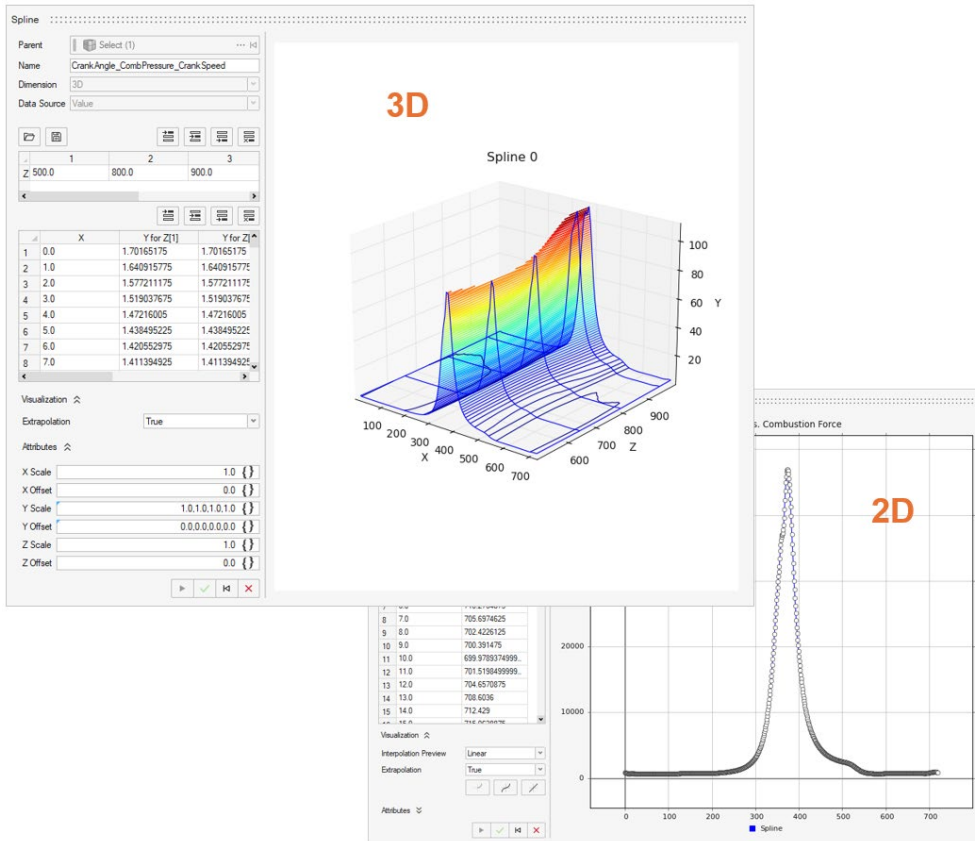 Spline
Parent Select (1)
Name CrankAngle_CombPressure_CrankSpeed
Dimension 3D
Data Source Value
1 2 3
Z 500.0 800.0 900.0
X Y for Z[1] Y for Z[
1 0.0 1.70165175 1.70165175
2 1.0 1.640915775 1.640915775
3 2.0 1.577211175 1.577211175
4 3.0 1.519037675 1.519037675
5 4.0 1.47216005 1.47216005
6 5.0 1.438495225 1.438495225
7 6.0 1.420552975 1.420552975
8 7.0 1.411394925 1.411394925
Visualization
Extrapolation True
Attributes
X Scale 1.0 {}
X Offset 0.0 {}
Y Scale 1.0,1.0,1.0,1.0 {}
Y Offset 0.0,0.0,0.0,0.0 {}
Z Scale 1.0 {}
Z Offset 0.0 {}
3D
Spline 0
100
80
60
40
20
Y
100 200 300 400 500 600 700
X
600 700 800 900
Z
8 7.0 705.6974625
9 8.0 702.4226125
10 9.0 700.391475
11 10.0 699.9789374999...
12 11.0 701.5198499999...
13 12.0 704.6570875
14 13.0 708.6036
15 14.0 712.429
Visualization
Interpolation Preview Linear
Extrapolation True
Attributes
s. Combustion Force
2D
20000
10000
0
0 100 200 300 400 500 600 700
Spline